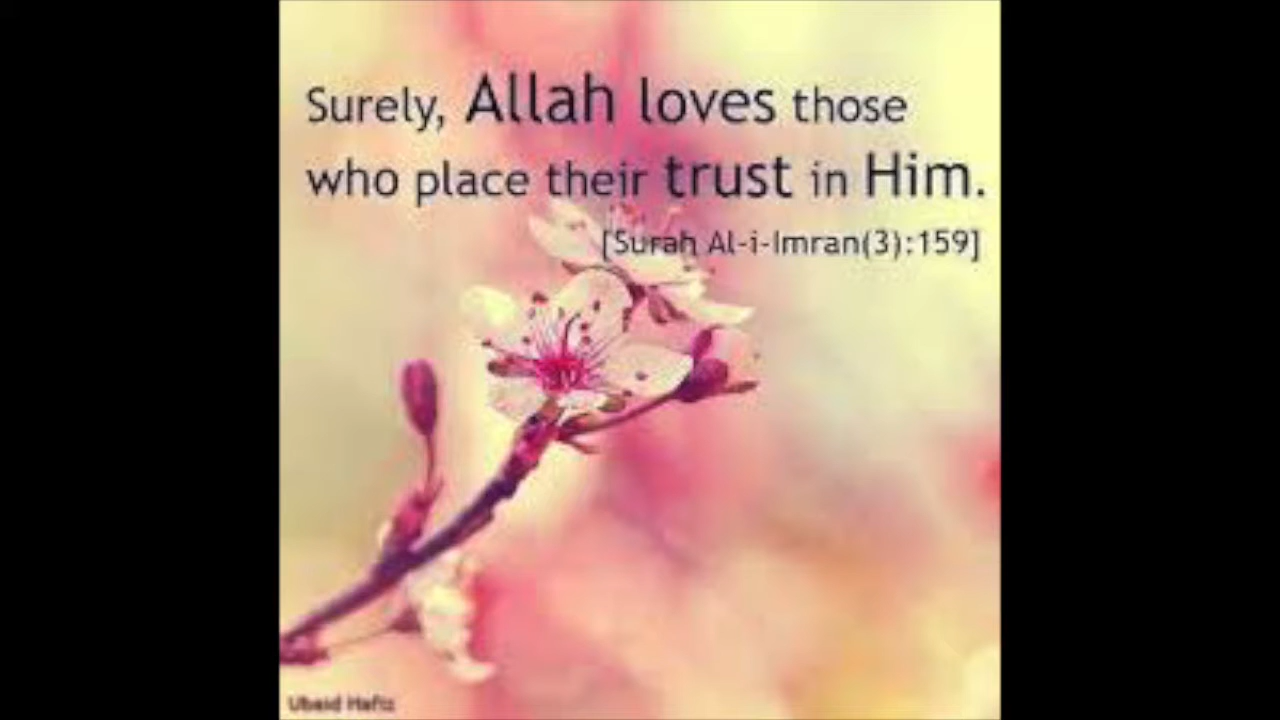 Surely, Allah loves those
who place their trust in Him.
[Surah Al-i-Imran(3):159]
Ubaid Hafiz